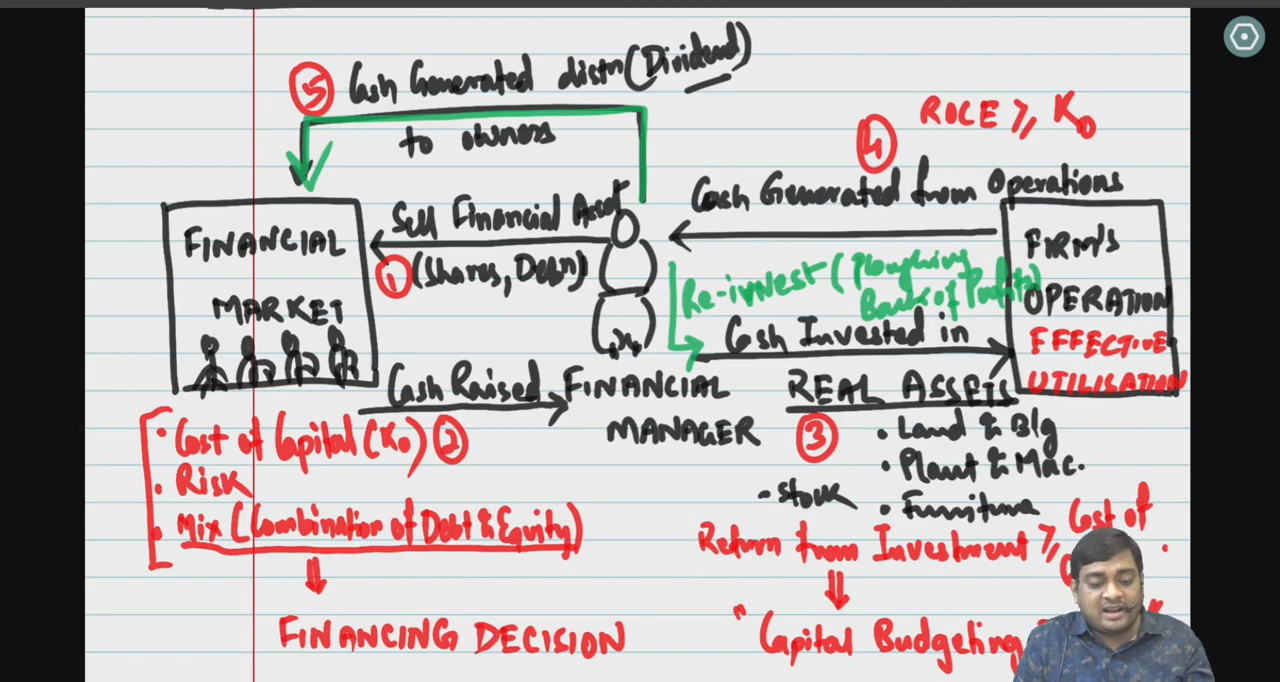 ⑤ Cash Generated distn (Dividend)
to owners
④ ROCE ⩾ K₀
Cash Generated from Operations
FINANCIAL
MARKET
Sell Financial Asset
① (Shares, Debn)
Re-invest (Ploughing
Back of Profits)
FIRM'S
OPERATION
EFFECTIVE
UTILISATION
Cash Invested in
REAL ASSETS
③
Cash Raised
FINANCIAL
MANAGER
• Land & Blg
• Plant & Mac.
• Furniture
- Stock
• Cost of Capital (K₀) ②
• Risk
• Mix (Combination of Debt & Equity)
⇓
FINANCING DECISION
Return from Investment ⩾ Cost of
⇓
" Capital Budgeting